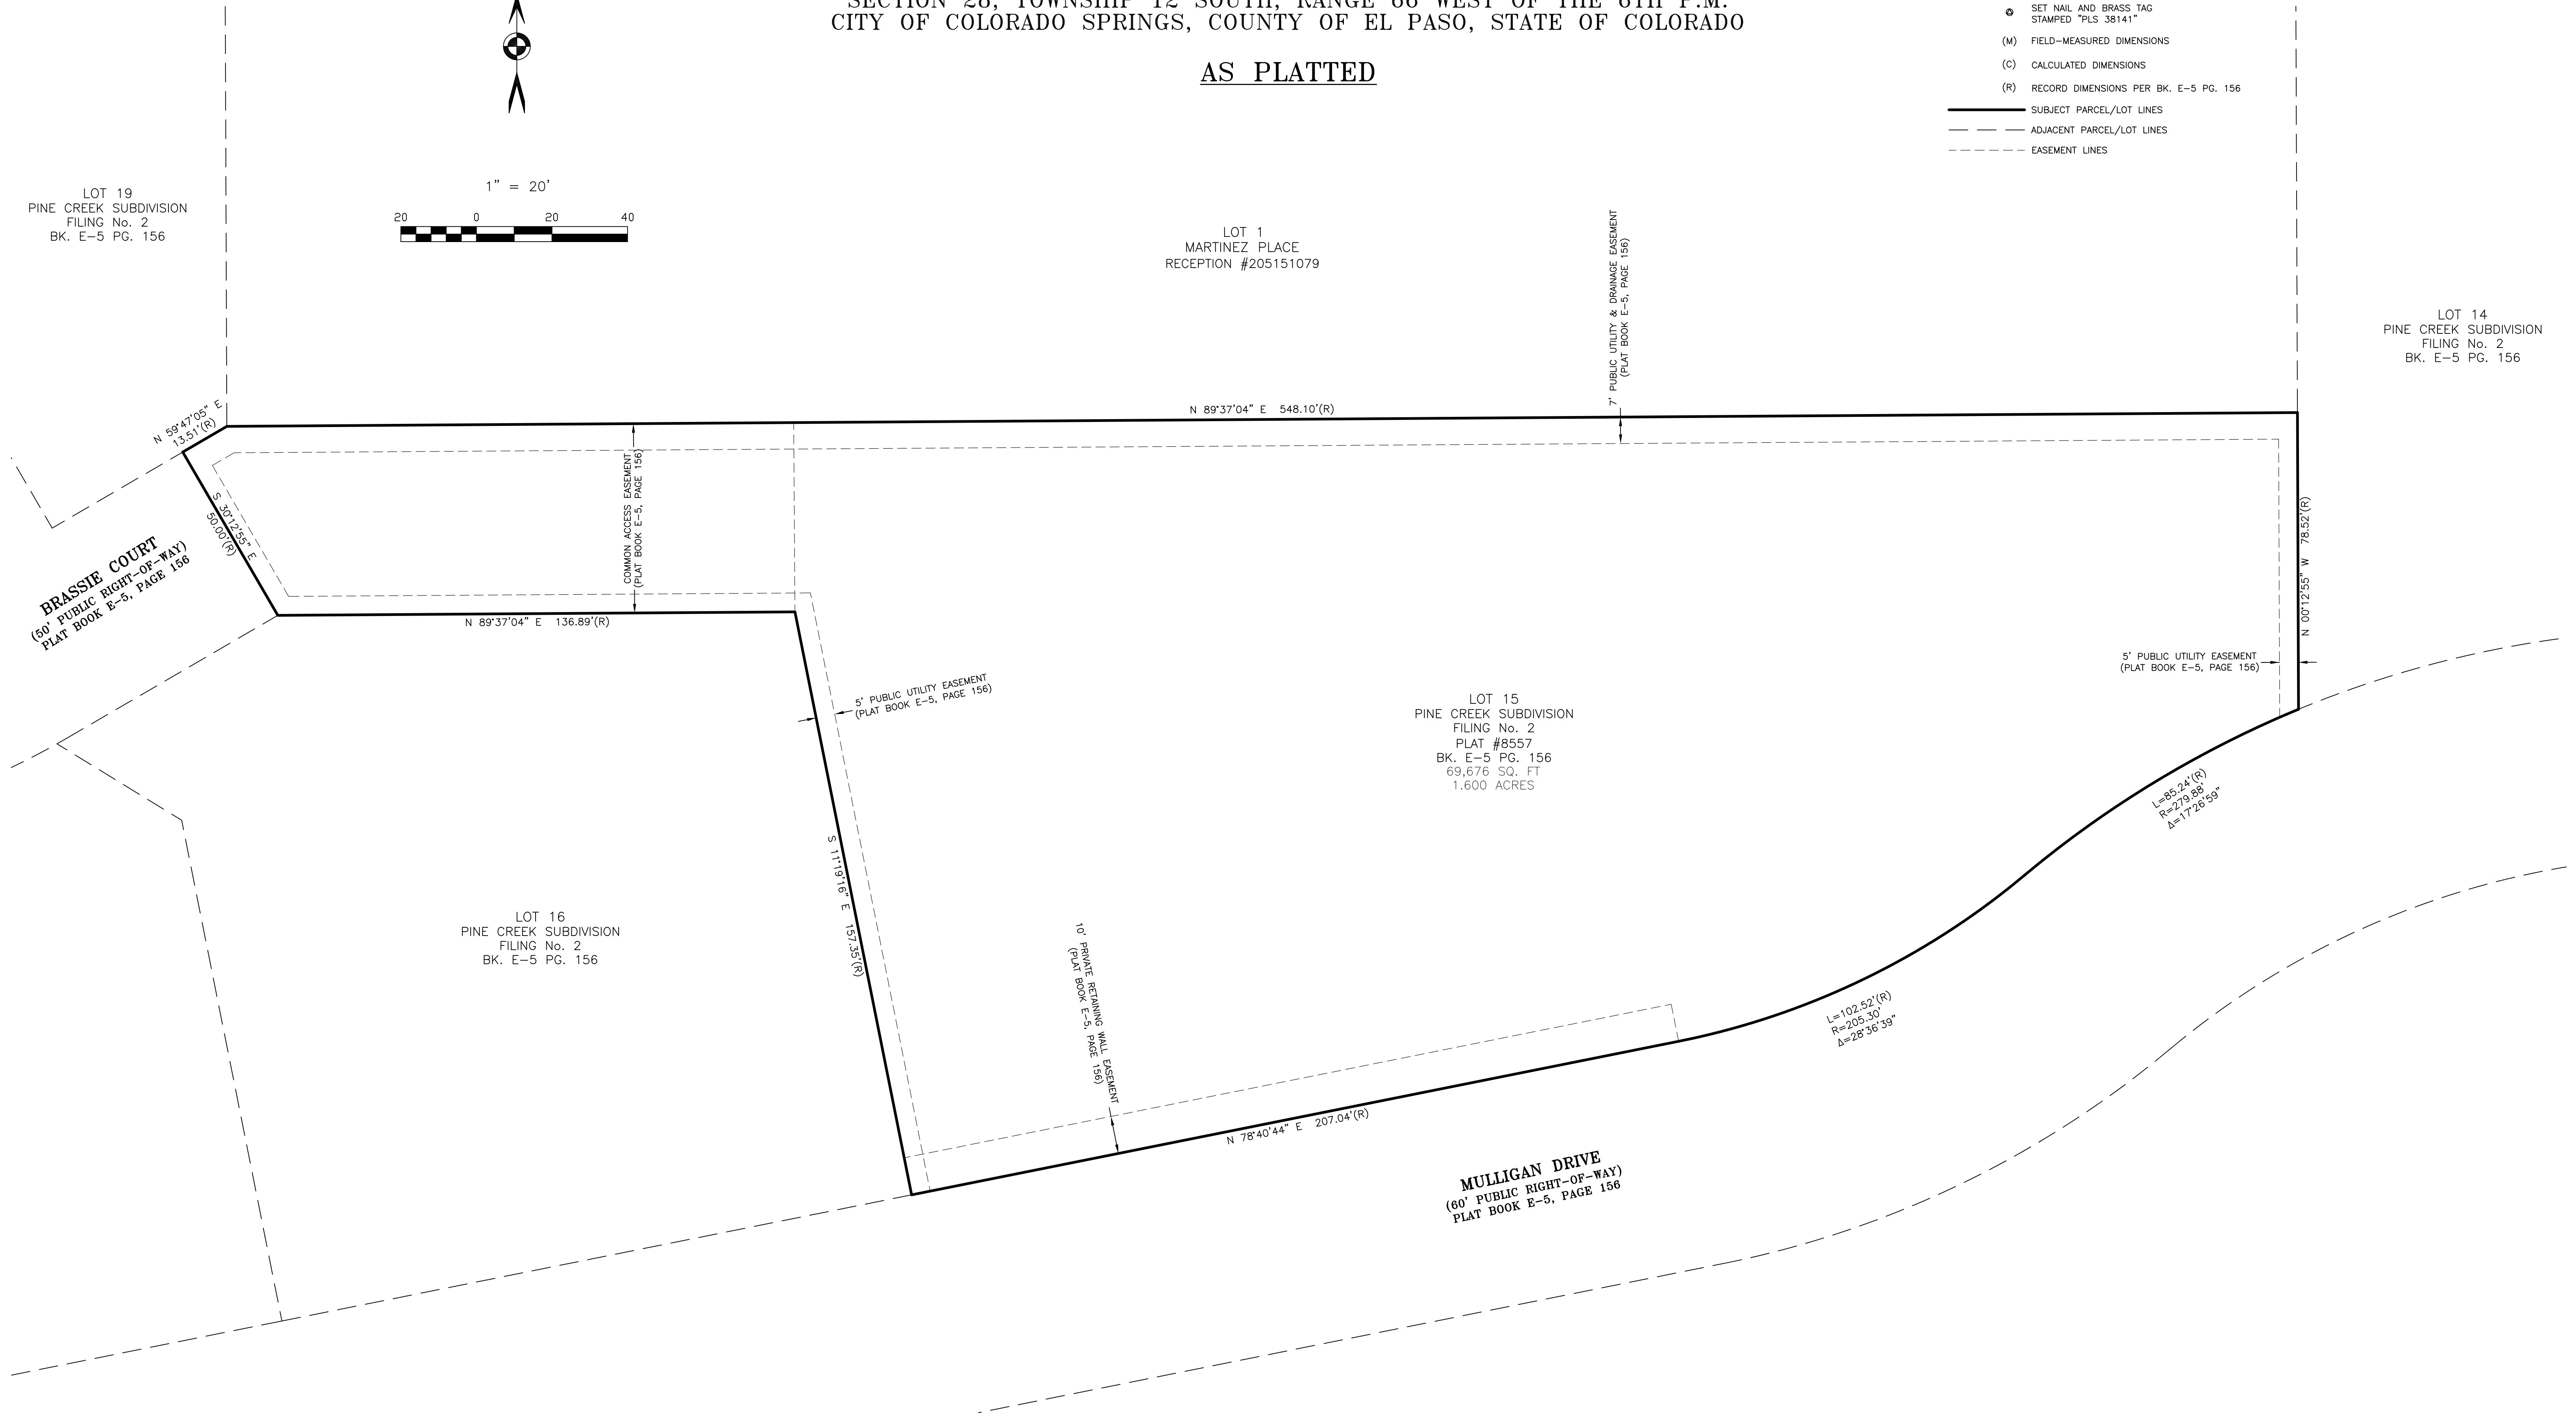 SECTION 28, TOWNSHIP 12 SOUTH, RANGE 66 WEST OF THE 6TH P.M.
CITY OF COLORADO SPRINGS, COUNTY OF EL PASO, STATE OF COLORADO
AS PLATTED
SET NAIL AND BRASS TAG
STAMPED "PLS 38141"
(M) FIELD-MEASURED DIMENSIONS
(C) CALCULATED DIMENSIONS
(R) RECORD DIMENSIONS PER BK. E-5 PG. 156
SUBJECT PARCEL/LOT LINES
ADJACENT PARCEL/LOT LINES
EASEMENT LINES
1" = 20'
20 0 20 40
LOT 19
PINE CREEK SUBDIVISION
FILING No. 2
BK. E-5 PG. 156
LOT 1
MARTINEZ PLACE
RECEPTION #205151079
7' PUBLIC UTILITY & DRAINAGE EASEMENT
(PLAT BOOK E-5, PAGE 156)
LOT 14
PINE CREEK SUBDIVISION
FILING No. 2
BK. E-5 PG. 156
N 59°47'05" E
13.51'(R)
N 89°37'04" E 548.10'(R)
S 30°12'55" E
50.00'(R)
COMMON ACCESS EASEMENT
(PLAT BOOK E-5, PAGE 156)
N 00°12'55" W 78.52'(R)
BRASSIE COURT
(50' PUBLIC RIGHT-OF-WAY)
PLAT BOOK E-5, PAGE 156
N 89°37'04" E 136.89'(R)
5' PUBLIC UTILITY EASEMENT
(PLAT BOOK E-5, PAGE 156)
5' PUBLIC UTILITY EASEMENT
(PLAT BOOK E-5, PAGE 156)
LOT 15
PINE CREEK SUBDIVISION
FILING No. 2
PLAT #8557
BK. E-5 PG. 156
69,676 SQ. FT
1.600 ACRES
L=85.24'(R)
R=279.88'
Δ=17°26'59"
S 11°19'16" E 157.35'(R)
LOT 16
PINE CREEK SUBDIVISION
FILING No. 2
BK. E-5 PG. 156
10' PRIVATE RETAINING WALL EASEMENT
(PLAT BOOK E-5, PAGE 156)
L=102.52'(R)
R=205.30'
Δ=28°36'39"
N 78°40'44" E 207.04'(R)
MULLIGAN DRIVE
(60' PUBLIC RIGHT-OF-WAY)
PLAT BOOK E-5, PAGE 156